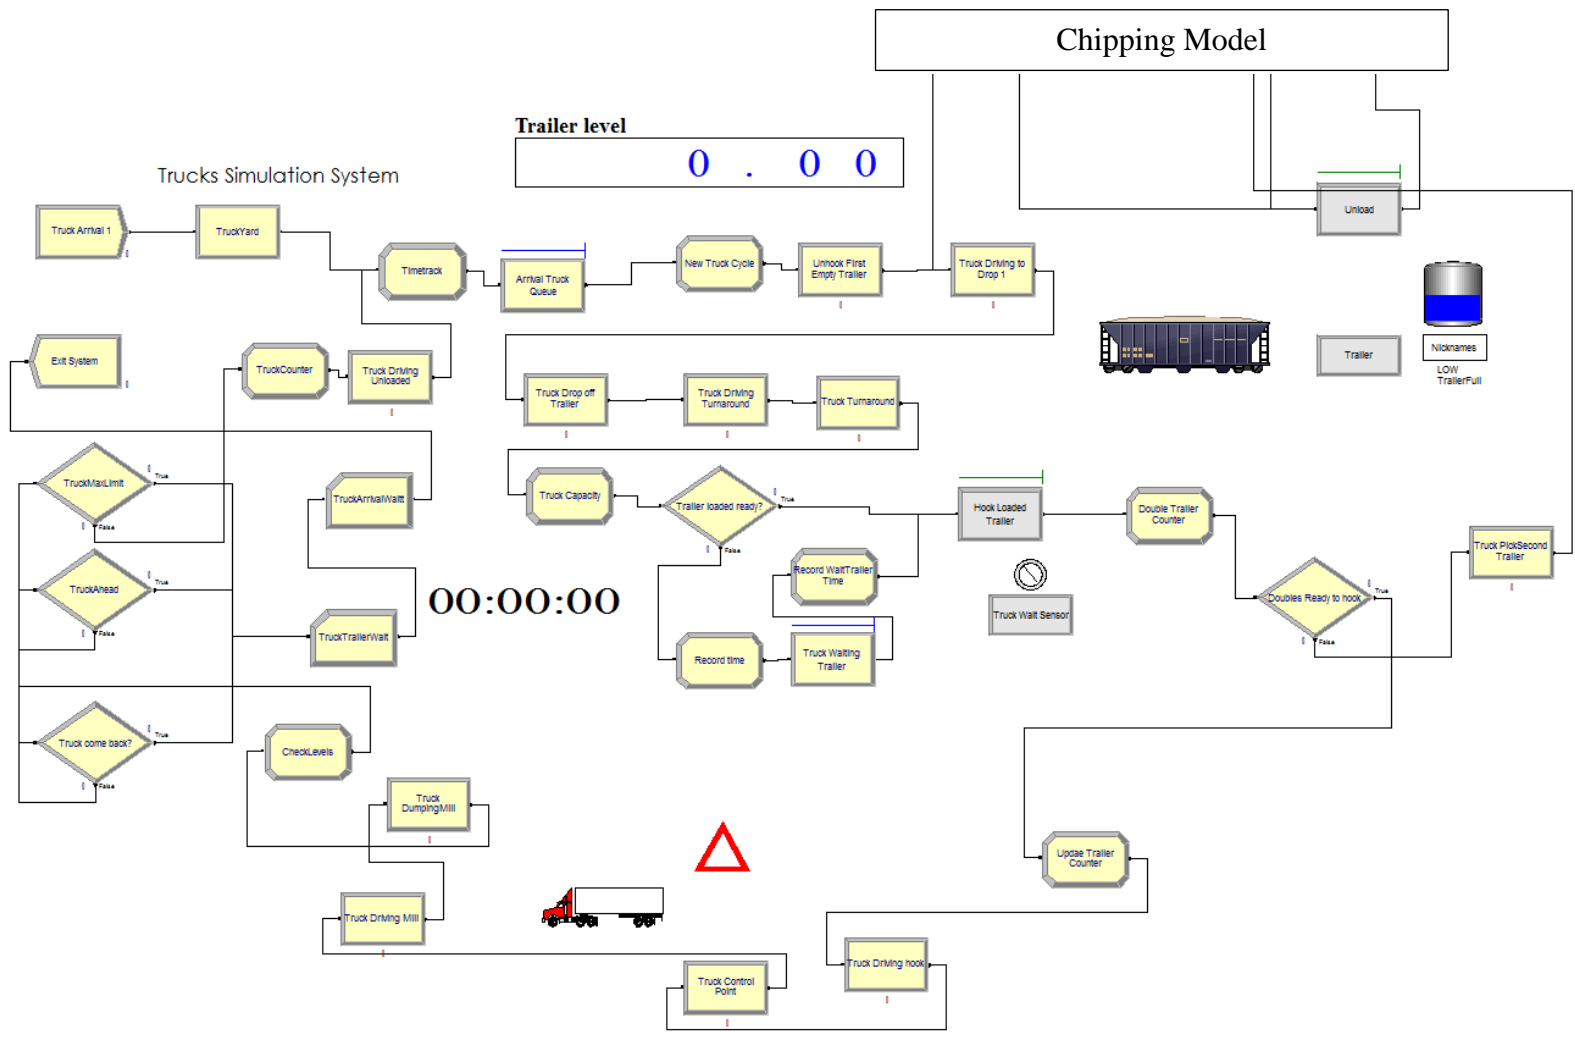 Chipping Model
Trailer level
0 . 0 0
Trucks Simulation System
Truck Arrival 1
TruckYard
Timetrack
Arrival Truck
Queue
New Truck Cycle
Unhook First
Empty Trailer
Truck Driving to
Drop 1
Unload
Exit System
TruckCounter
Truck Driving
Unloaded
Trailer
Nicknames
LOW
TrailerFull
Truck Drop off
Trailer
Truck Driving
Turnaround
Truck Turnaround
TruckMaxLimit
True
False
TruckArrivalWaitt
Truck Capacity
Trailer loaded ready?
True
False
Hook Loaded
Trailer
Double Trailer
Counter
Truck PickSecond
Trailer
TruckAhead
True
False
00:00:00
Record WaitTrailer
Time
Truck Wait Sensor
Doubles Ready to hook
True
False
TruckTrailerWait
Record time
Truck Waiting
Trailer
Truck come back?
True
False
CheckLevels
Truck
DumpingMill
Updae Trailer
Counter
Truck Driving Mill
Truck Driving hook
Truck Control
Point